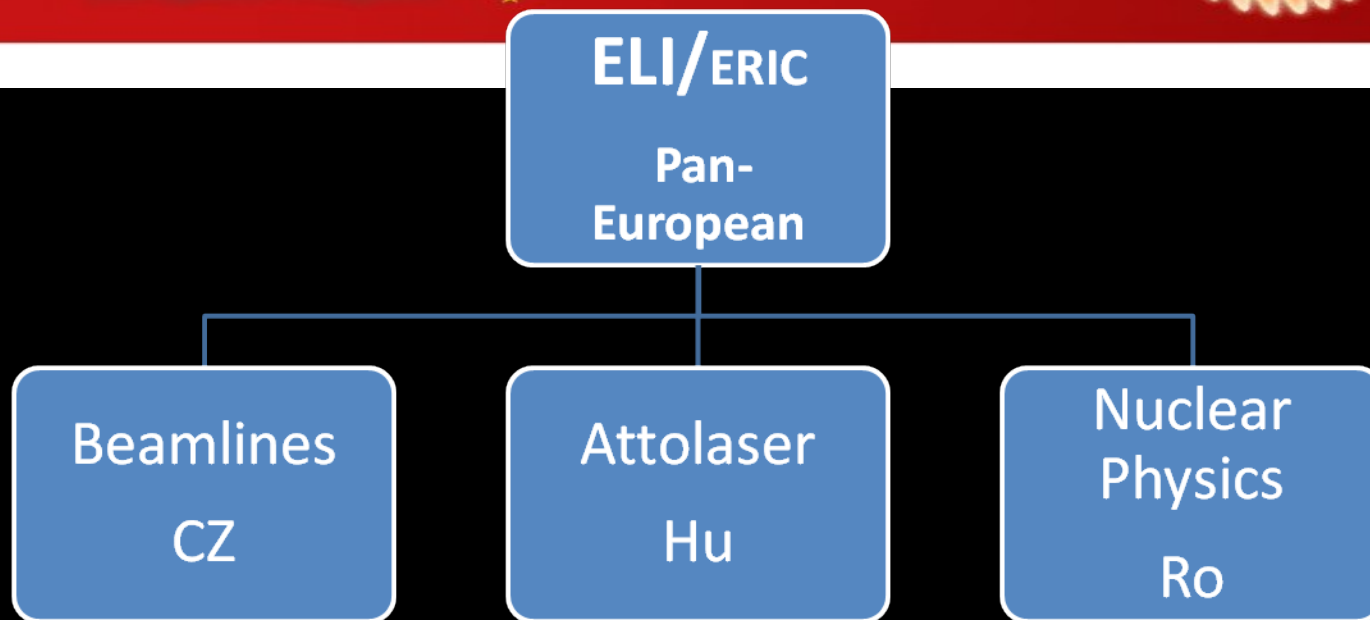 ELI/ERIC
Pan-
European
Beamlines
CZ
Attolaser
Hu
Nuclear
Physics
Ro